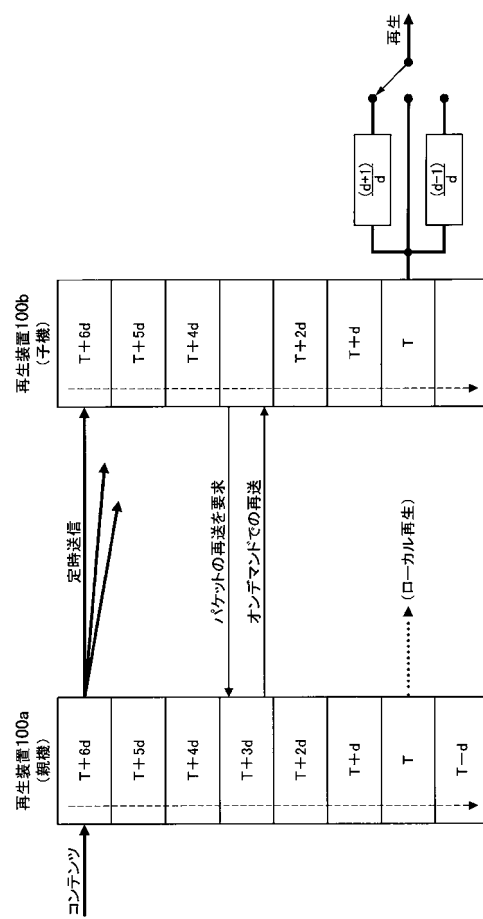 コンテンツ
再生装置100a
(親機)
T+6d
T+5d
T+4d
T+3d
T+2d
T+d
T
T-d
定時送信
パケットの再送を要求
オンデマンドでの再送
(ローカル再生)
再生装置100b
(子機)
T+6d
T+5d
T+4d
T+2d
T+d
T
(d+1)
d
(d-1)
d
再生